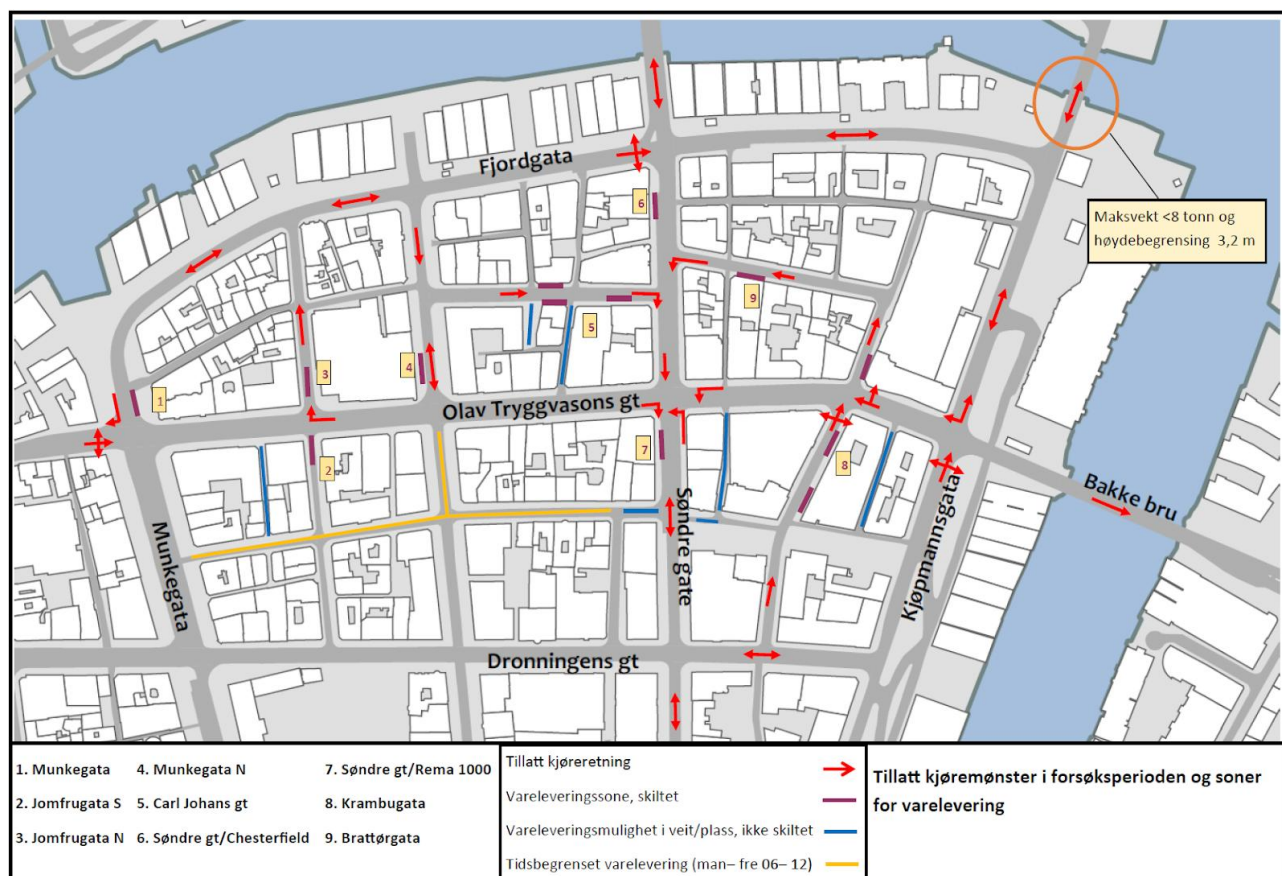 Fjordgata
6
Maksvekt <8 tonn og
høydebegrensing 3,2 m
9
5
4
3
1
Olav Tryggvasons gt
7
2
8
Munkegata
Søndre gate
Kjøpmannsgata
Bakke bru
Dronningens gt
1. Munkegata
2. Jomfrugata S
3. Jomfrugata N
4. Munkegata N
5. Carl Johans gt
6. Søndre gt/Chesterfield
7. Søndre gt/Rema 1000
8. Krambugata
9. Brattørgata
Tillatt kjøreretning
Vareleveringssone, skiltet
Vareleveringsmulighet i veit/plass, ikke skiltet
Tidsbegrenset varelevering (man– fre 06– 12)
Tillatt kjøremønster i forsøksperioden og soner
for varelevering